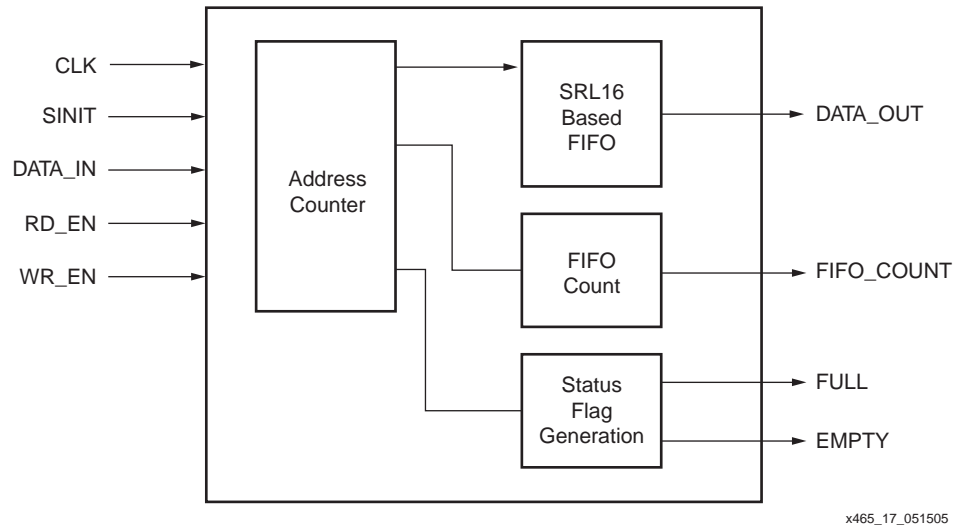 CLK
SINIT
DATA_IN
RD_EN
WR_EN
Address
Counter
SRL16
Based
FIFO
FIFO
Count
Status
Flag
Generation
DATA_OUT
FIFO_COUNT
FULL
EMPTY
x465_17_051505